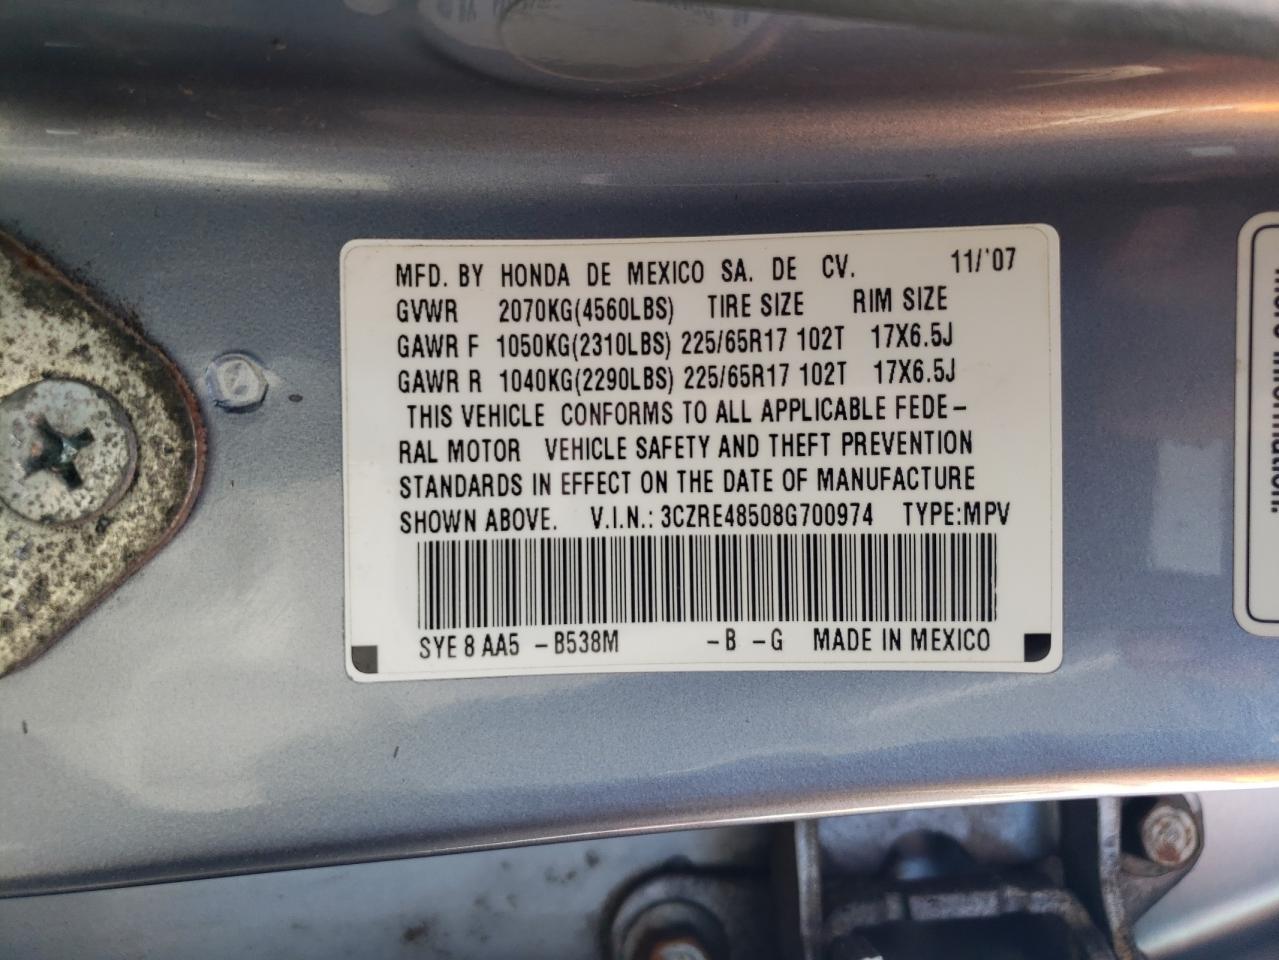 MFD. BY HONDA DE MEXICO SA. DE CV. 11/'07
GVWR 2070KG(4560LBS) TIRE SIZE RIM SIZE
GAWR F 1050KG(2310LBS) 225/65R17 102T 17X6.5J
GAWR R 1040KG(2290LBS) 225/65R17 102T 17X6.5J
THIS VEHICLE CONFORMS TO ALL APPLICABLE FEDE-
RAL MOTOR VEHICLE SAFETY AND THEFT PREVENTION
STANDARDS IN EFFECT ON THE DATE OF MANUFACTURE
SHOWN ABOVE. V.I.N.: 3CZRE48508G700974 TYPE:MPV
SYE 8 AA5 -B538M -B -G MADE IN MEXICO